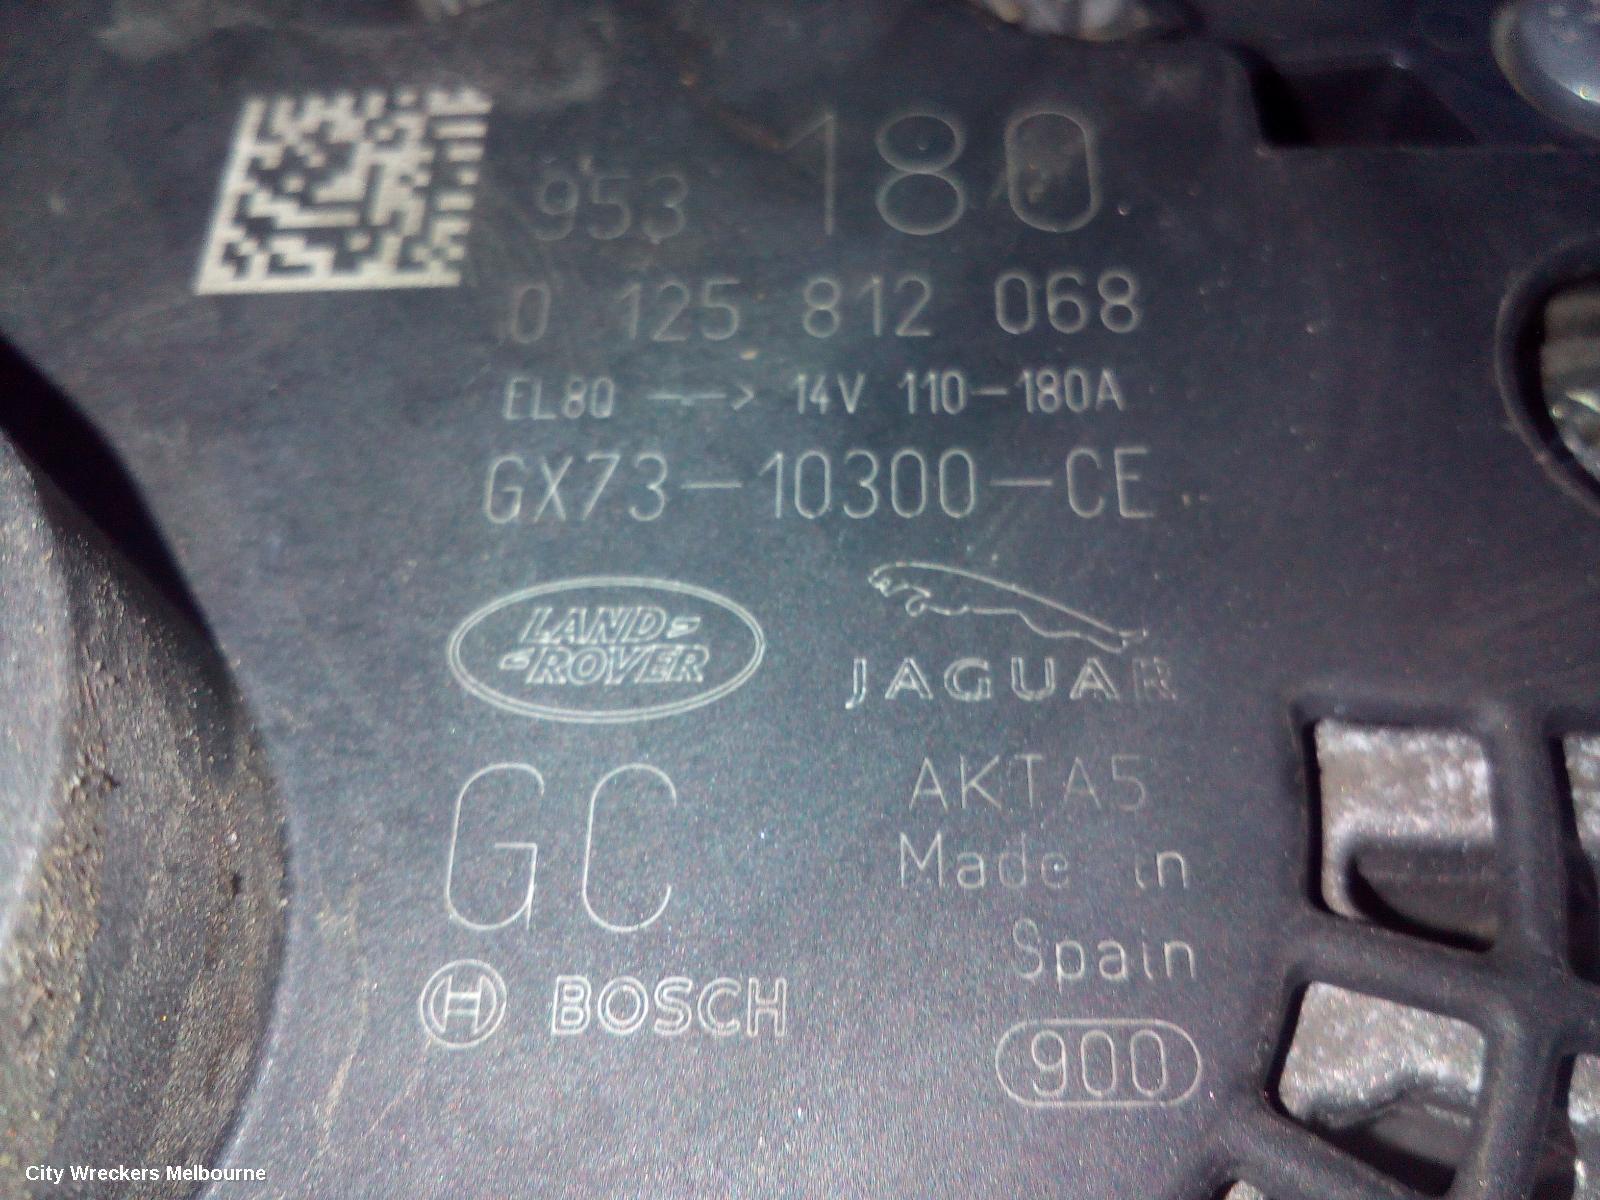 953 180
0 125 812 068
EL8Q —> 14V 110-180A
GX73-10300-CE
LAND
ROVER
JAGUAR
GC
AKTA5
Made in
Spain
BOSCH
900
City Wreckers Melbourne